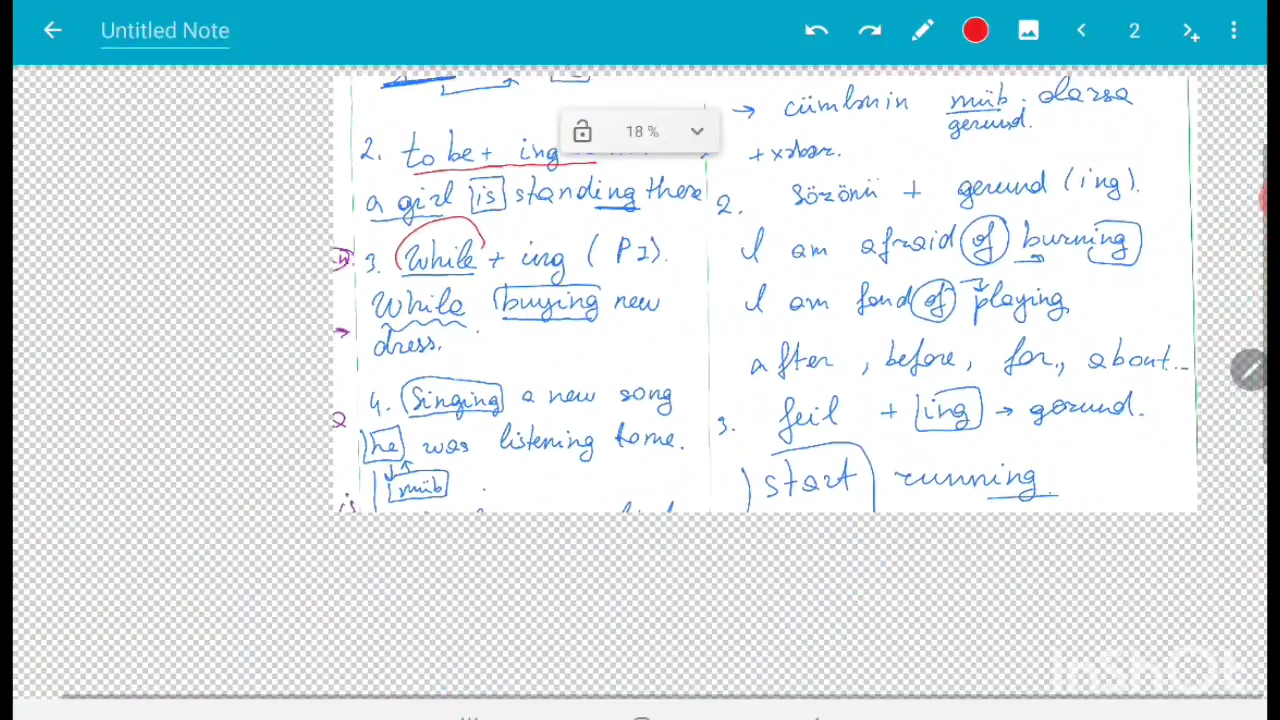 Untitled Note
2
18 %
2. to be + ing
a girl is standing there
3. While + ing ( P I ).
While buying new
dress.
4. Singing a new song
he was listening to me.
müb
→ cümlənin müb. olarsa
gerund.
+ xəbər.
2. Sözönü + gerund (ing).
I am afraid of burning
I am fond of playing
after, before, for, about...
3. feil + ing → gerund.
start running.
InShOt